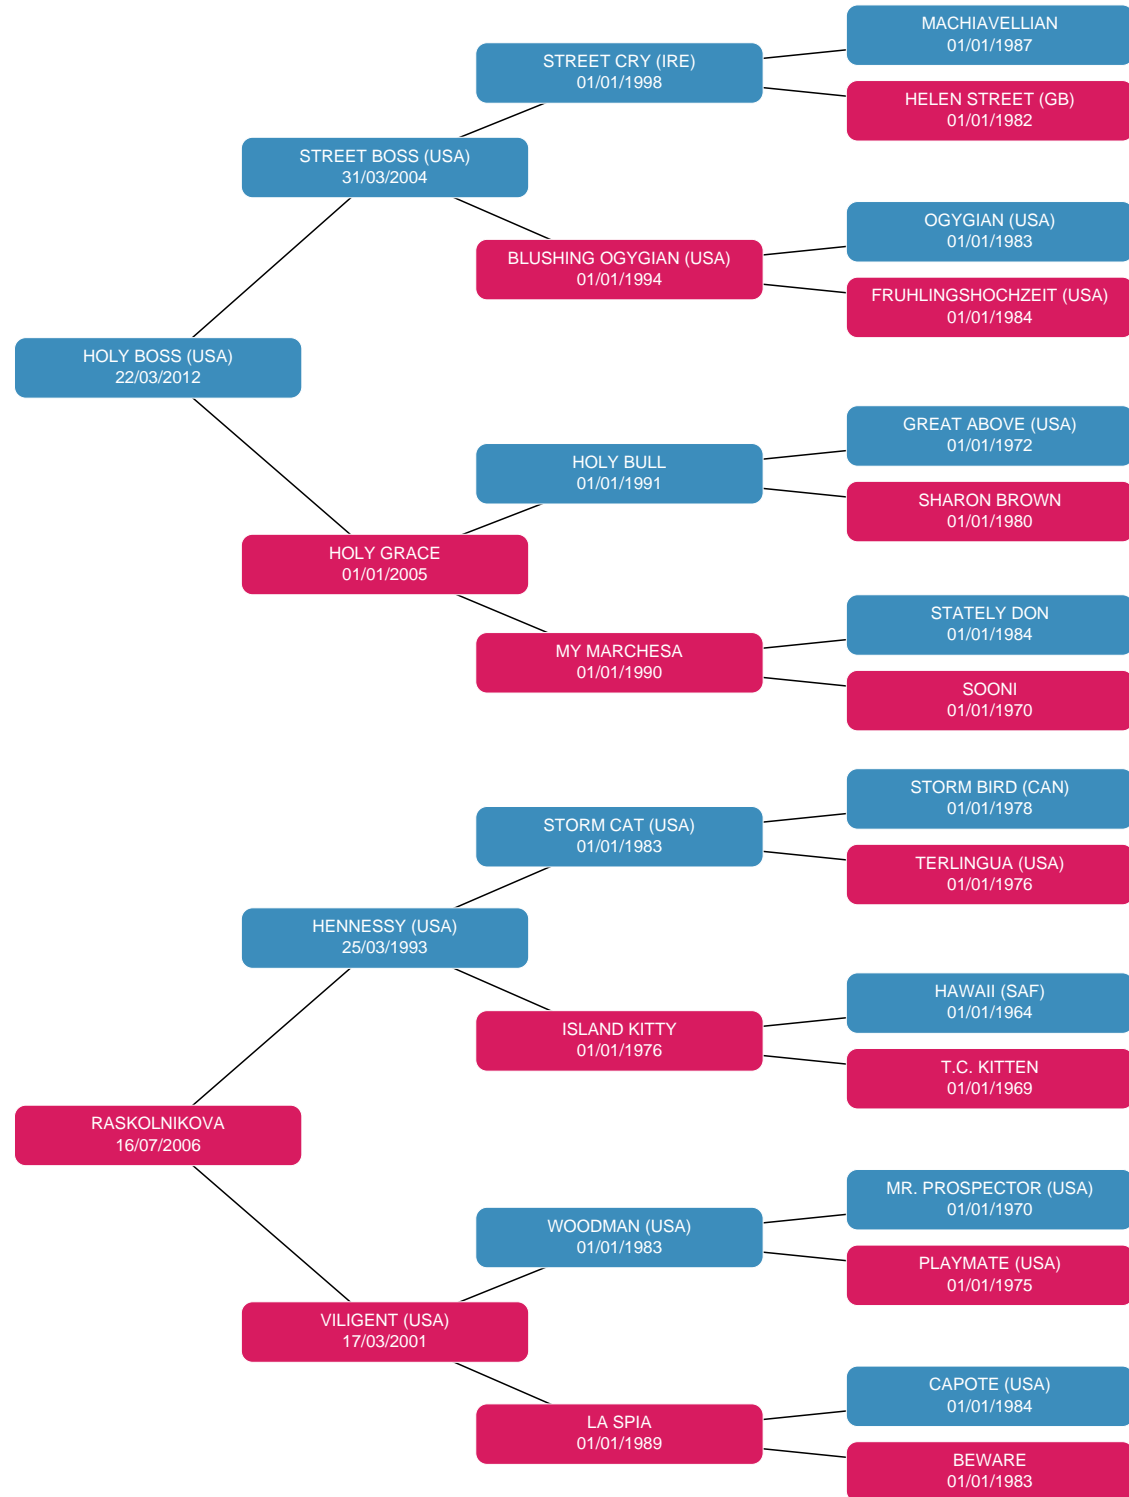 MACHIAVELLIAN
01/01/1987
STREET CRY (IRE)
01/01/1998
HELEN STREET (GB)
01/01/1982
STREET BOSS (USA)
31/03/2004
OGYGIAN (USA)
01/01/1983
BLUSHING OGYGIAN (USA)
01/01/1994
FRUHLINGSHOCHZEIT (USA)
01/01/1984
HOLY BOSS (USA)
22/03/2012
GREAT ABOVE (USA)
01/01/1972
HOLY BULL
01/01/1991
SHARON BROWN
01/01/1980
HOLY GRACE
01/01/2005
STATELY DON
01/01/1984
MY MARCHESA
01/01/1990
SOONI
01/01/1970
STORM BIRD (CAN)
01/01/1978
STORM CAT (USA)
01/01/1983
TERLINGUA (USA)
01/01/1976
HENNESSY (USA)
25/03/1993
HAWAII (SAF)
01/01/1964
ISLAND KITTY
01/01/1976
T.C. KITTEN
01/01/1969
RASKOLNIKOVA
16/07/2006
MR. PROSPECTOR (USA)
01/01/1970
WOODMAN (USA)
01/01/1983
PLAYMATE (USA)
01/01/1975
VILIGENT (USA)
17/03/2001
CAPOTE (USA)
01/01/1984
LA SPIA
01/01/1989
BEWARE
01/01/1983